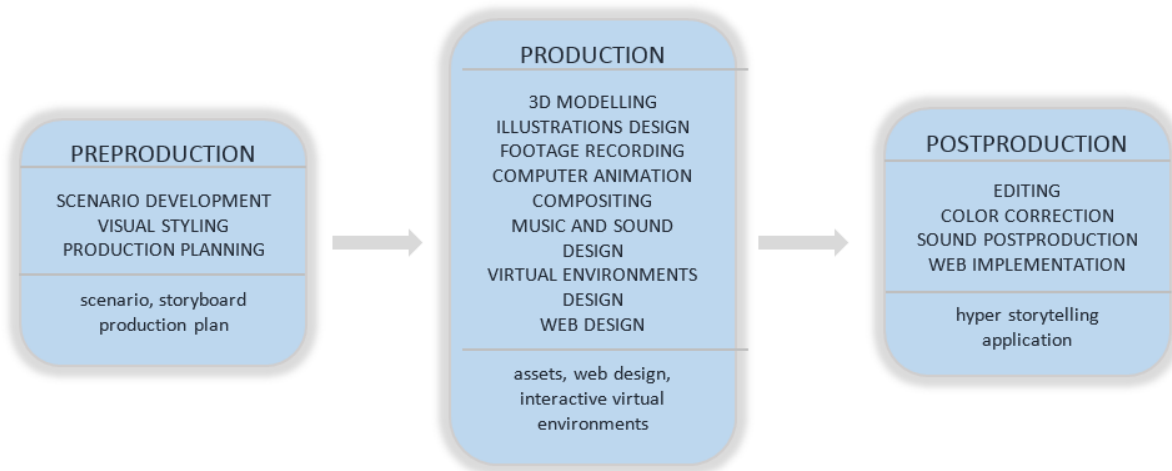 PREPRODUCTION
SCENARIO DEVELOPMENT
VISUAL STYLING
PRODUCTION PLANNING
scenario, storyboard
production plan
PRODUCTION
3D MODELLING
ILLUSTRATIONS DESIGN
FOOTAGE RECORDING
COMPUTER ANIMATION
COMPOSITING
MUSIC AND SOUND
DESIGN
VIRTUAL ENVIRONMENTS
DESIGN
WEB DESIGN
assets, web design,
interactive virtual
environments
POSTPRODUCTION
EDITING
COLOR CORRECTION
SOUND POSTPRODUCTION
WEB IMPLEMENTATION
hyper storytelling
application